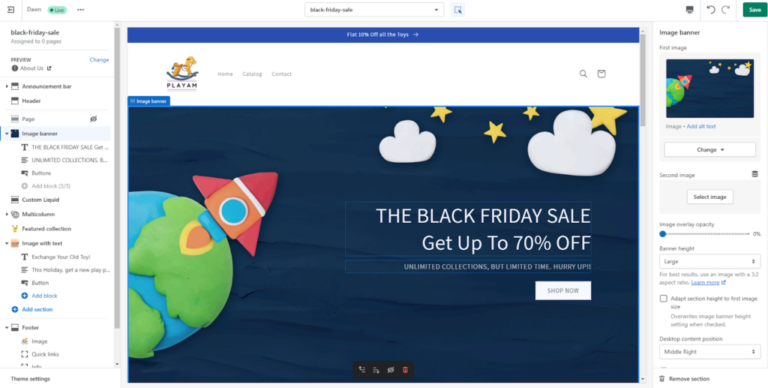 Dawn
Live
black-friday-sale
Save
black-friday-sale
Assigned to 0 pages
PREVIEW
Change
About Us
Announcement bar
Header
Page
Image banner
THE BLACK FRIDAY SALE Get ...
UNLIMITED COLLECTIONS, B...
Buttons
Add block (3/3)
Custom Liquid
Multicolumn
Featured collection
Image with text
Exchange Your Old Toy!
This Holiday, get a new play p...
Button
Add block
Add section
Footer
Image
Quick links
Info
Theme settings
Flat 10% Off all the Toys →
PLAYAM
Home
Catalog
Contact
Image banner
THE BLACK FRIDAY SALE
Get Up To 70% OFF
UNLIMITED COLLECTIONS, BUT LIMITED TIME. HURRY UP!!
SHOP NOW
Image banner
First image
Image • Add alt text
Change
Second image
Select image
Image overlay opacity
0%
Banner height
Large
For best results, use an image with a 3:2
aspect ratio. Learn more
Adapt section height to first image
size
Overwrites image banner height
setting when checked.
Desktop content position
Middle Right
Remove section